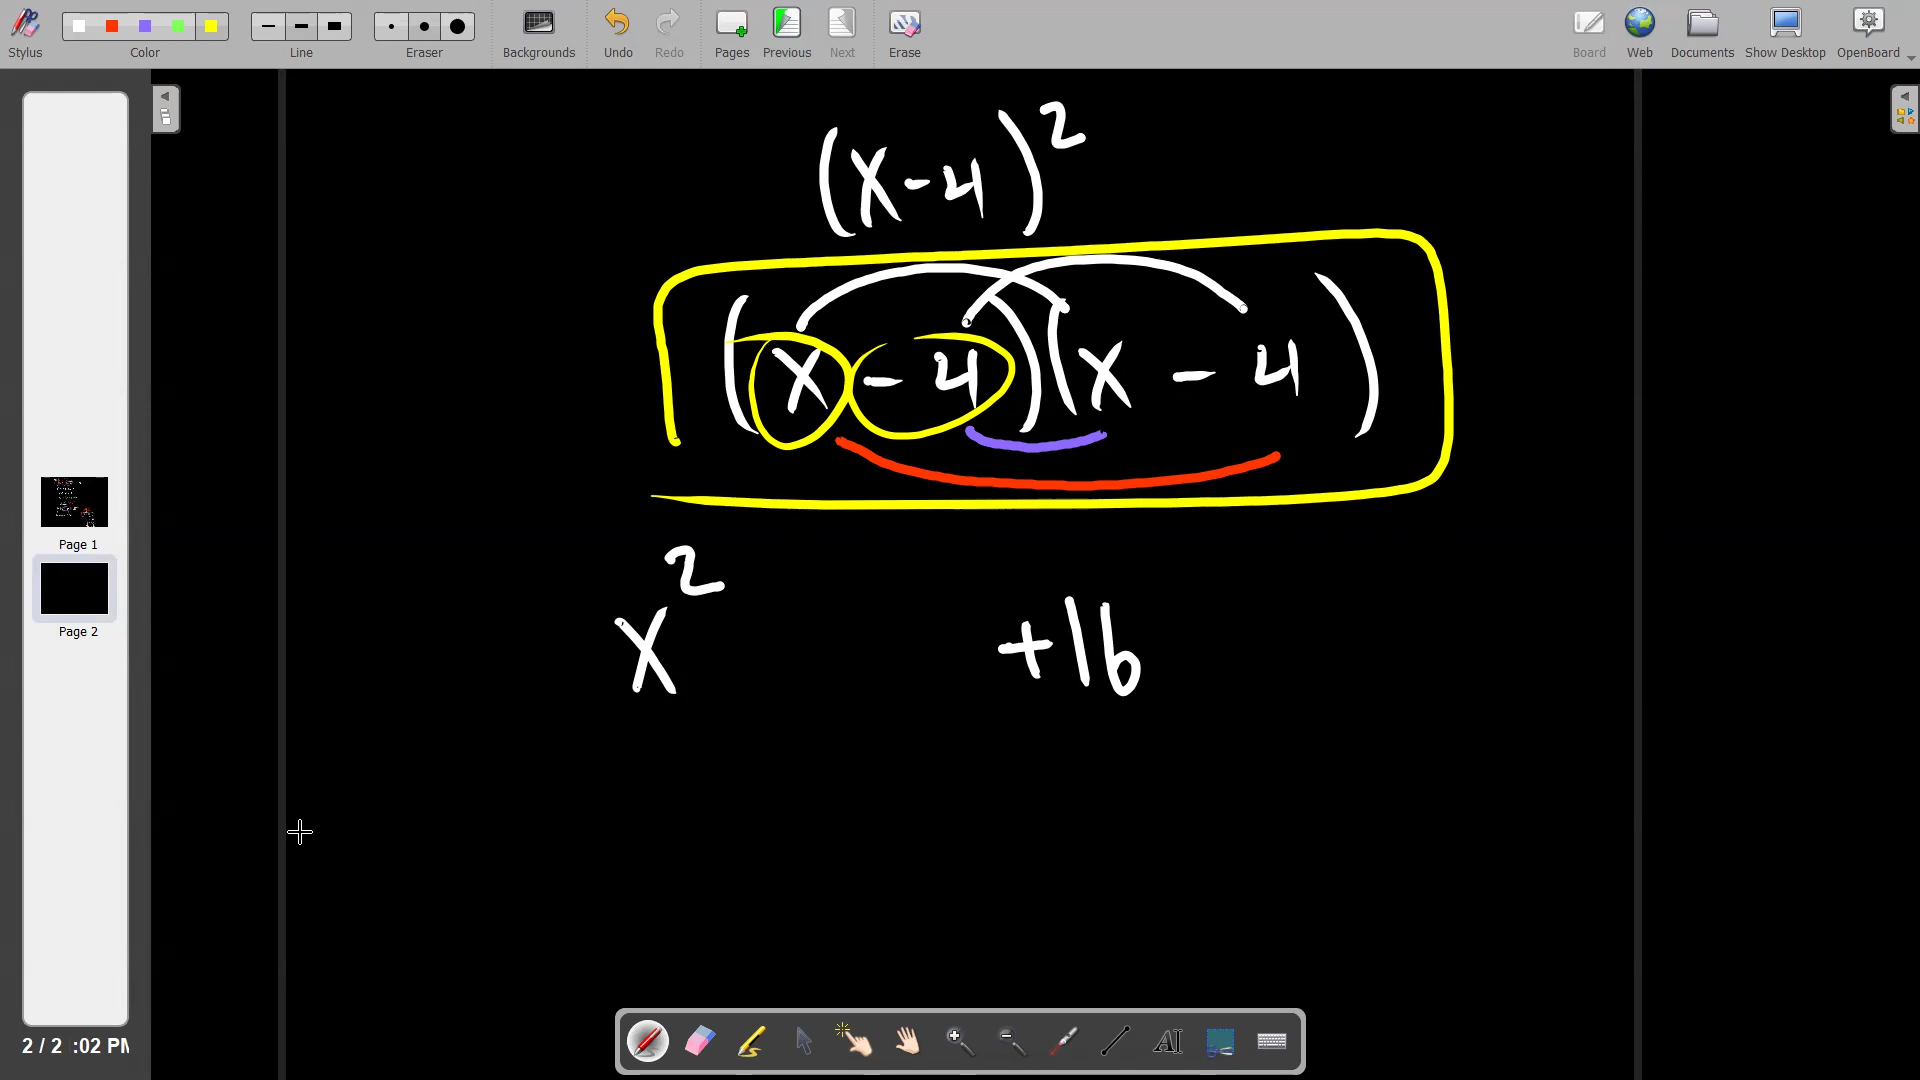 Stylus Color Line Eraser Backgrounds Undo Redo Pages Previous Next Erase Board Web Documents Show Desktop OpenBoard
(x-4)²
(x - 4)(x - 4)
x² +16
Page 1
Page 2
2 / 2 :02 PM